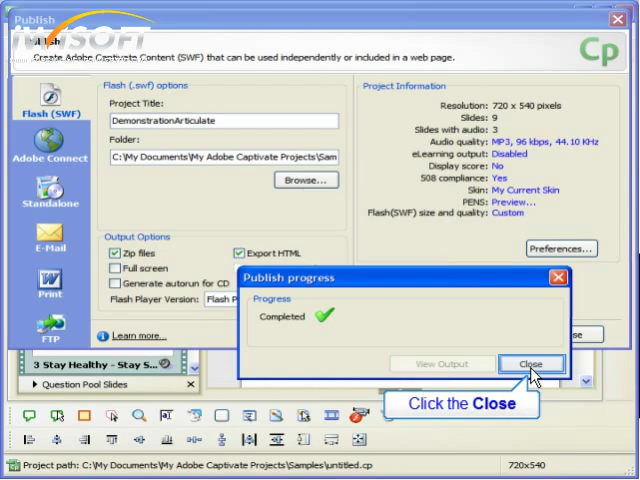 Publish
Publish
Create Adobe Captivate Content (SWF) that can be used independently or included in a web page.
Cp
Flash (SWF)
Adobe Connect
Standalone
E-Mail
Print
FTP
Flash (.swf) options
Project Title:
DemonstrationArticulate
Folder:
C:\My Documents\My Adobe Captivate Projects\Sam
Browse...
Output Options
Zip files
Export HTML
Full screen
Generate autorun for CD
Flash Player Version:
Flash P
Learn more...
Project Information
Resolution: 720 x 540 pixels
Slides: 9
Slides with audio: 3
Audio quality: MP3, 96 kbps, 44.10 KHz
eLearning output: Disabled
Display score: No
508 compliance: Yes
Skin: My Current Skin
PENS: Preview...
Flash(SWF) size and quality: Custom
Preferences...
se
Publish progress
Progress
Completed
View Output
Close
Click the Close
3 Stay Healthy - Stay S...
Question Pool Slides
Project path: C:\My Documents\My Adobe Captivate Projects\Samples\untitled.cp
720x540